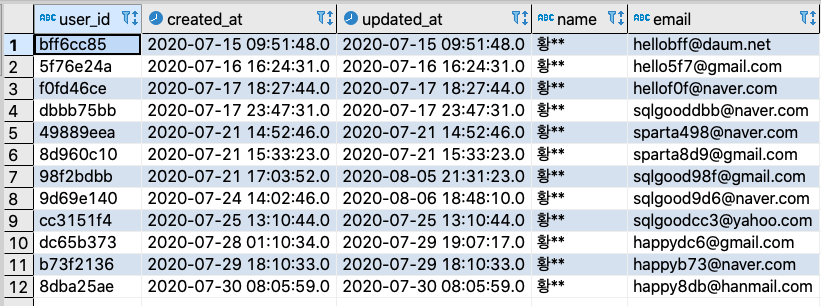 ABC user_id created_at updated_at ABC name ABC email
1 bff6cc85 2020-07-15 09:51:48.0 2020-07-15 09:51:48.0 황** hellobff@daum.net
2 5f76e24a 2020-07-16 16:24:31.0 2020-07-16 16:24:31.0 황** hello5f7@gmail.com
3 f0fd46ce 2020-07-17 18:27:44.0 2020-07-17 18:27:44.0 황** hellof0f@naver.com
4 dbbb75bb 2020-07-17 23:47:31.0 2020-07-17 23:47:31.0 황** sqlgooddbb@naver.com
5 49889eea 2020-07-21 14:52:46.0 2020-07-21 14:52:46.0 황** sparta498@naver.com
6 8d960c10 2020-07-21 15:33:23.0 2020-07-21 15:33:23.0 황** sparta8d9@gmail.com
7 98f2bdbb 2020-07-21 17:03:52.0 2020-08-05 21:31:23.0 황** sqlgood98f@gmail.com
8 9d69e140 2020-07-24 14:02:46.0 2020-08-06 18:48:10.0 황** sqlgood9d6@naver.com
9 cc3151f4 2020-07-25 13:10:44.0 2020-07-25 13:10:44.0 황** sqlgoodcc3@yahoo.com
10 dc65b373 2020-07-28 01:10:34.0 2020-07-29 19:07:17.0 황** happydc6@gmail.com
11 b73f2136 2020-07-29 18:10:33.0 2020-07-29 18:10:33.0 황** happyb73@naver.com
12 8dba25ae 2020-07-30 08:05:59.0 2020-07-30 08:05:59.0 황** happy8db@hanmail.com